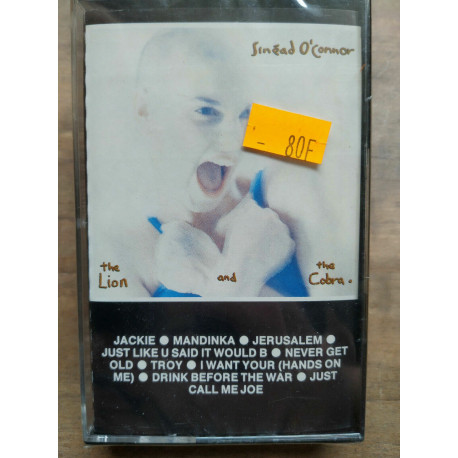 Sinéad O'Connor
- 80F
the Lion and the Cobra.
JACKIE ● MANDINKA ● JERUSALEM ●
JUST LIKE U SAID IT WOULD B ● NEVER GET
OLD ● TROY ● I WANT YOUR (HANDS ON
ME) ● DRINK BEFORE THE WAR ● JUST
CALL ME JOE